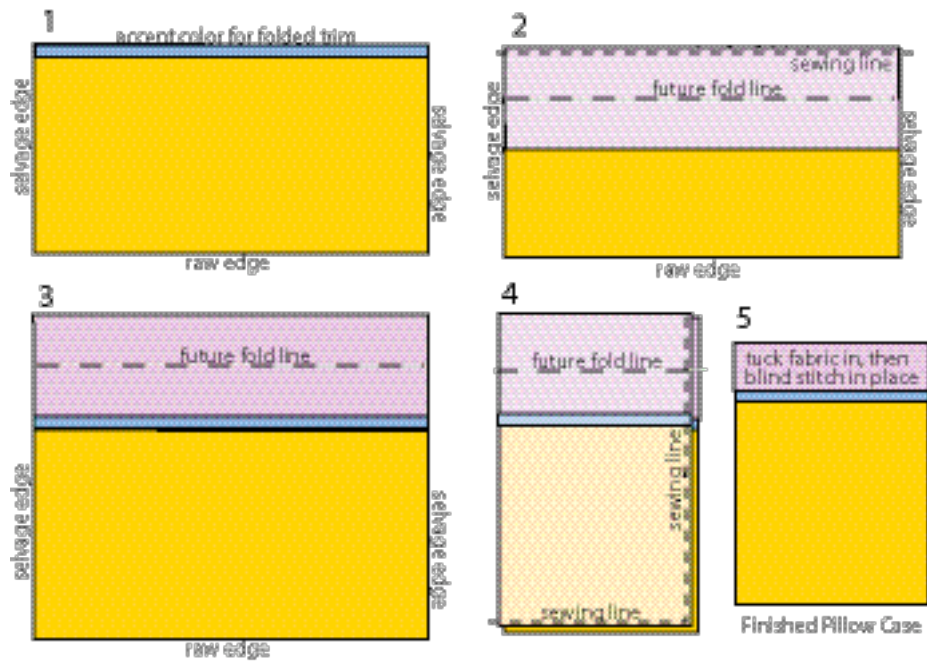 1
accent color for folded trim
selvage edge
selvage edge
raw edge
2
sewing line
future fold line
selvage edge
selvage edge
raw edge
3
future fold line
selvage edge
selvage edge
raw edge
4
future fold line
sewing line
sewing line
5
tuck fabric in, then
blind stitch in place
Finished Pillow Case